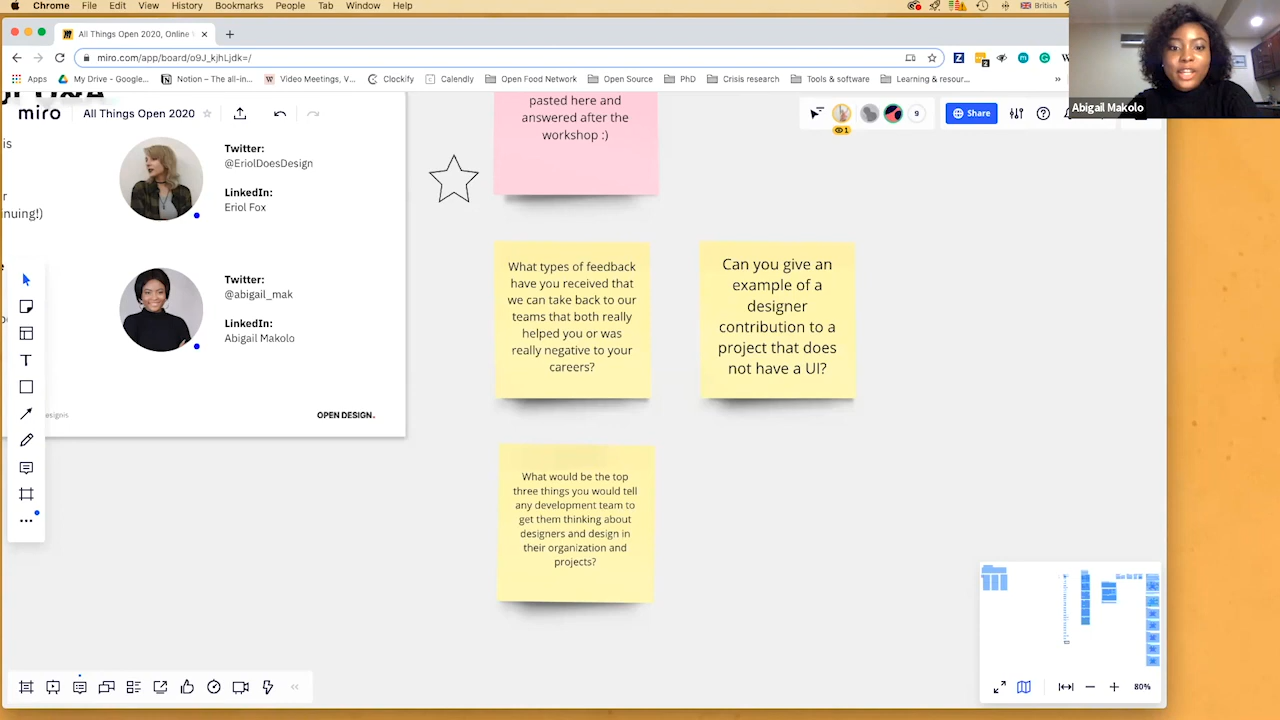 Chrome File Edit View History Bookmarks People Tab Window Help
British
All Things Open 2020, Online
miro.com/app/board/o9J_kjhLjdk=/
2
Apps My Drive – Google... Notion – The all-in... Video Meetings, V... Clockify Calendly Open Food Network Open Source PhD Crisis research Tools & software Learning & resour... »
Abigail Makolo
miro All Things Open 2020
9
Share
1
is
r
nuing!)
Twitter:
@EriolDoesDesign
LinkedIn:
Eriol Fox
Twitter:
@abigail_mak
LinkedIn:
Abigail Makolo
designis
OPEN DESIGN.
pasted here and
answered after the
workshop :)
What types of feedback
have you received that
we can take back to our
teams that both really
helped you or was
really negative to your
careers?
Can you give an
example of a
designer
contribution to a
project that does
not have a UI?
What would be the top
three things you would tell
any development team to
get them thinking about
designers and design in
their organization and
projects?
80%